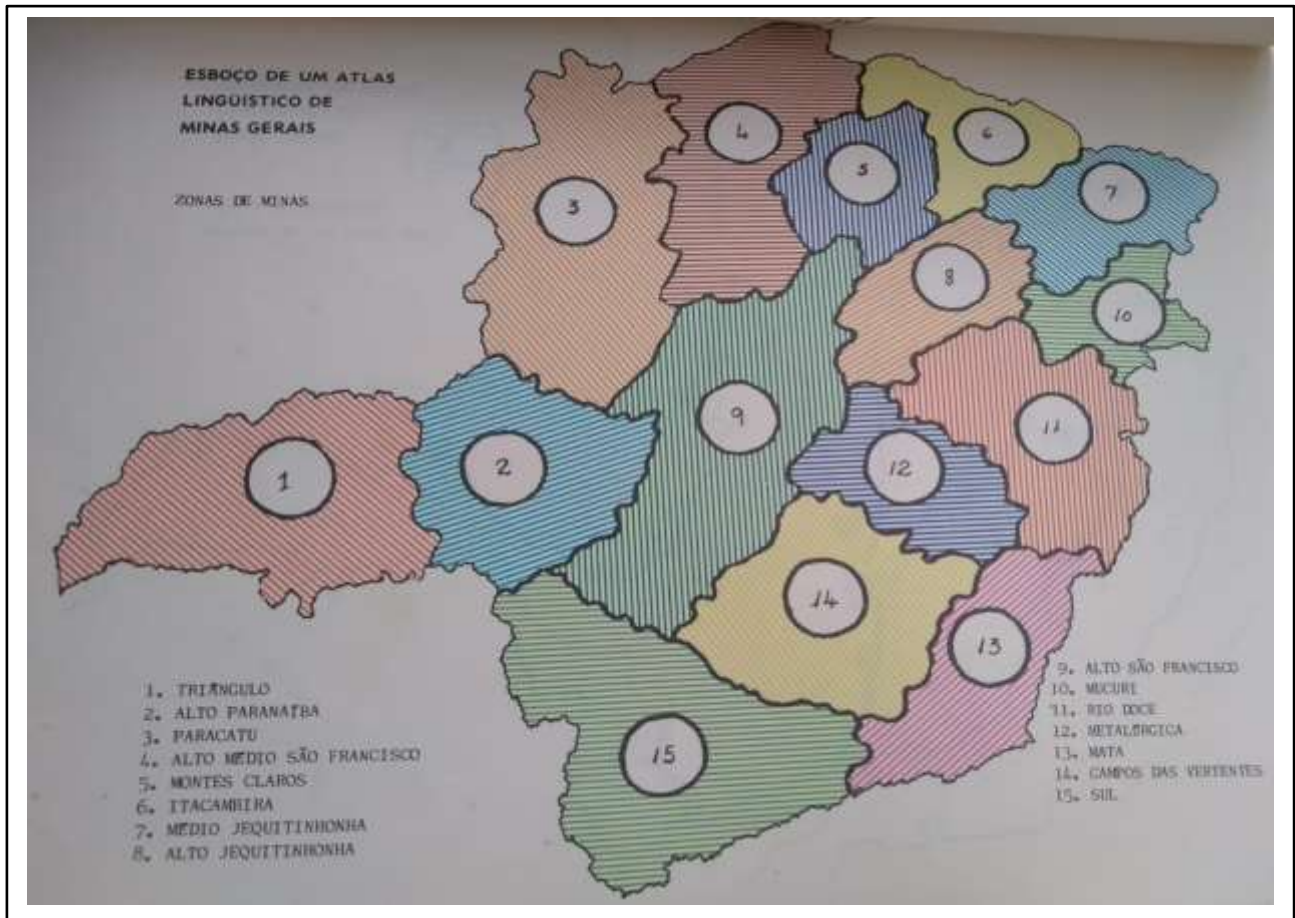 ESBOÇO DE UM ATLAS
LINGÜÍSTICO DE
MINAS GERAIS
ZONAS DE MINAS
4
6
5
7
3
8
10
9
11
2
12
1
14
13
15
1. TRIÂNGULO
2. ALTO PARANAÍBA
3. PARACATU
4. ALTO MÉDIO SÃO FRANCISCO
5. MONTES CLAROS
6. ITACAMBIRA
7. MÉDIO JEQUITINHONHA
8. ALTO JEQUITINHONHA
9. ALTO SÃO FRANCISCO
10. MUCURI
11. RIO DOCE
12. METALÚRGICA
13. MATA
14. CAMPOS DAS VERTENTES
15. SUL